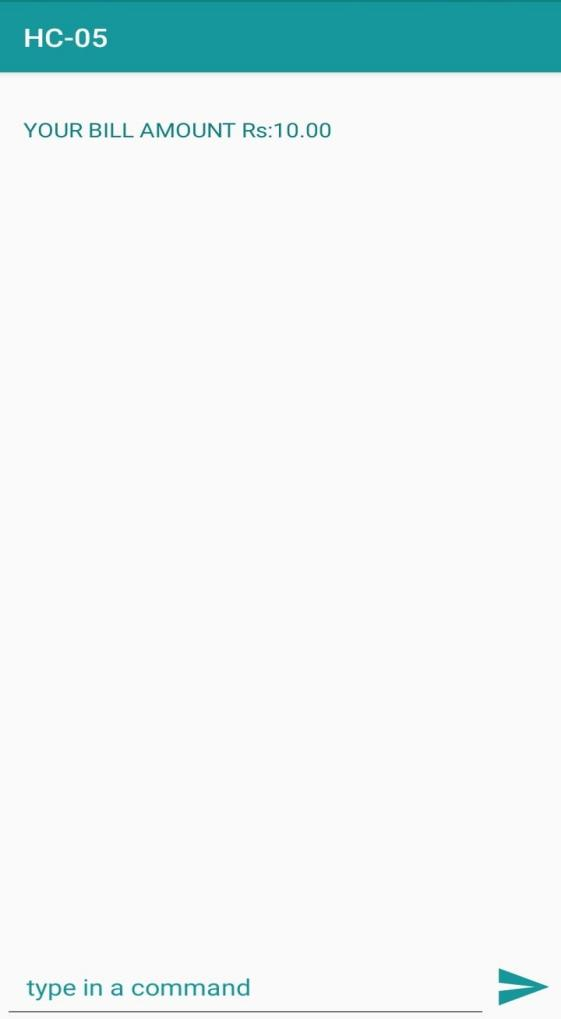 HC-05
YOUR BILL AMOUNT Rs:10.00
type in a command